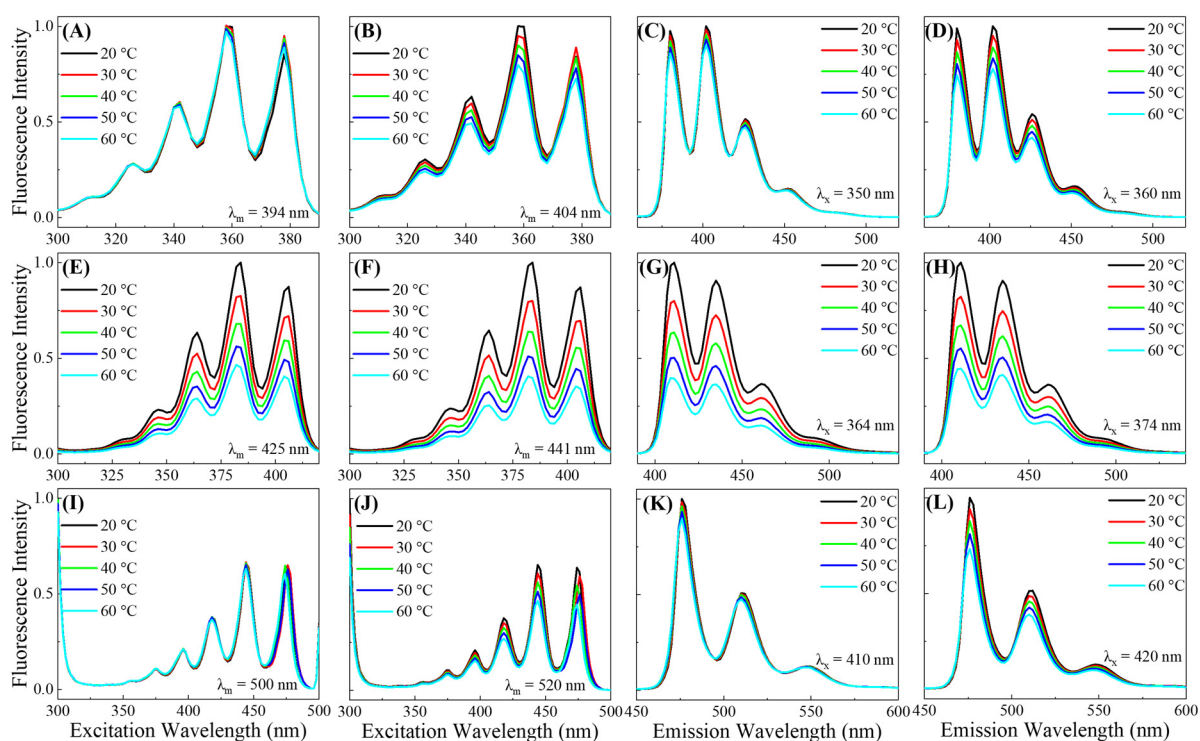 (A)
20 °C
30 °C
40 °C
50 °C
60 °C
λm = 394 nm
(B)
20 °C
30 °C
40 °C
50 °C
60 °C
λm = 404 nm
(C)
20 °C
30 °C
40 °C
50 °C
60 °C
λx = 350 nm
(D)
20 °C
30 °C
40 °C
50 °C
60 °C
λx = 360 nm
Fluorescence Intensity
1.0
0.5
0.0
300 320 340 360 380
300 320 340 360 380
400 450 500
400 450 500
(E)
20 °C
30 °C
40 °C
50 °C
60 °C
λm = 425 nm
(F)
20 °C
30 °C
40 °C
50 °C
60 °C
λm = 441 nm
(G)
20 °C
30 °C
40 °C
50 °C
60 °C
λx = 364 nm
(H)
20 °C
30 °C
40 °C
50 °C
60 °C
λx = 374 nm
Fluorescence Intensity
1.0
0.5
0.0
300 325 350 375 400
300 325 350 375 400
400 450 500
400 450 500
(I)
20 °C
30 °C
40 °C
50 °C
60 °C
λm = 500 nm
(J)
20 °C
30 °C
40 °C
50 °C
60 °C
λm = 520 nm
(K)
20 °C
30 °C
40 °C
50 °C
60 °C
λx = 410 nm
(L)
20 °C
30 °C
40 °C
50 °C
60 °C
λx = 420 nm
Fluorescence Intensity
1.0
0.5
0.0
300 350 400 450 500
300 350 400 450 500
450 500 550 600
450 500 550 600
Excitation Wavelength (nm)
Excitation Wavelength (nm)
Emission Wavelength (nm)
Emission Wavelength (nm)